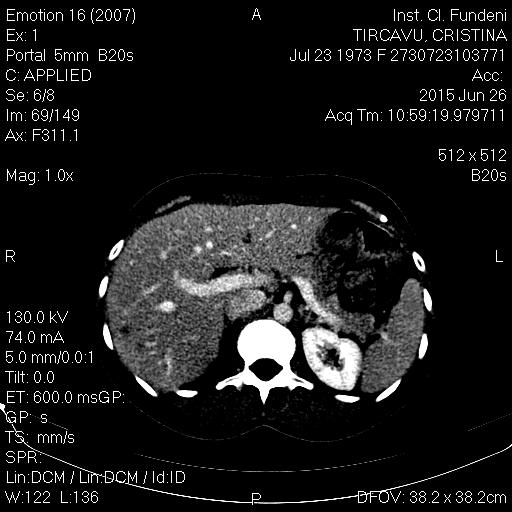 Emotion 16 (2007)
Ex: 1
Portal 5mm B20s
C: APPLIED
Se: 6/8
Im: 69/149
Ax: F311.1
Mag: 1.0x
A
Inst. Cl. Fundeni
TIRCAVU, CRISTINA
Jul 23 1973 F 2730723103771
Acc:
2015 Jun 26
Acq Tm: 10:59:19.979711
512 x 512
B20s
R
L
130.0 kV
74.0 mA
5.0 mm/0.0:1
Tilt: 0.0
ET: 600.0 msGP:
GP: s
TS: mm/s
SPR:
Lin:DCM / Lin:DCM / Id:ID
W:122 L:136
P
DFOV: 38.2 x 38.2cm